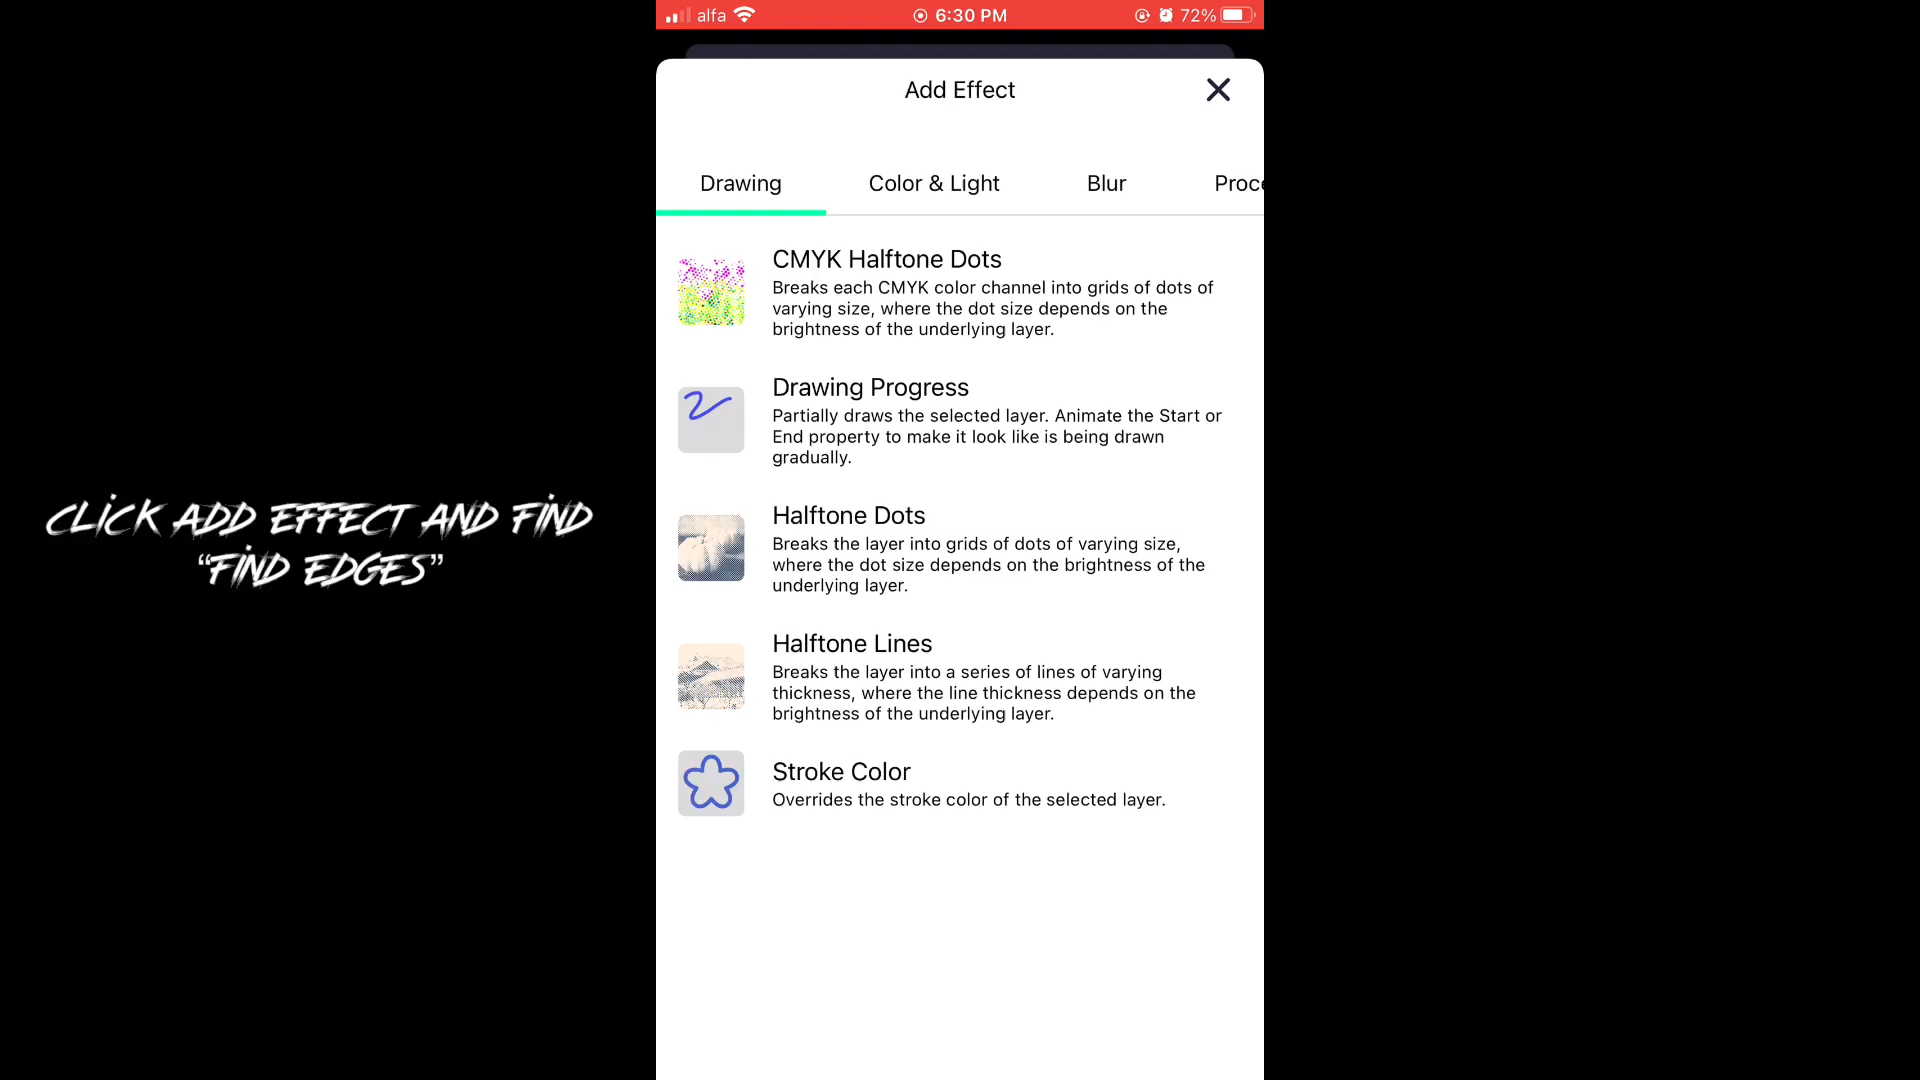 alfa 6:30 PM 72%
Add Effect
Drawing Color & Light Blur Proce
CMYK Halftone Dots
Breaks each CMYK color channel into grids of dots of
varying size, where the dot size depends on the
brightness of the underlying layer.
Drawing Progress
Partially draws the selected layer. Animate the Start or
End property to make it look like is being drawn
gradually.
Halftone Dots
Breaks the layer into grids of dots of varying size,
where the dot size depends on the brightness of the
underlying layer.
Halftone Lines
Breaks the layer into a series of lines of varying
thickness, where the line thickness depends on the
brightness of the underlying layer.
Stroke Color
Overrides the stroke color of the selected layer.
CLICK ADD EFFECT AND FIND
“FIND EDGES”